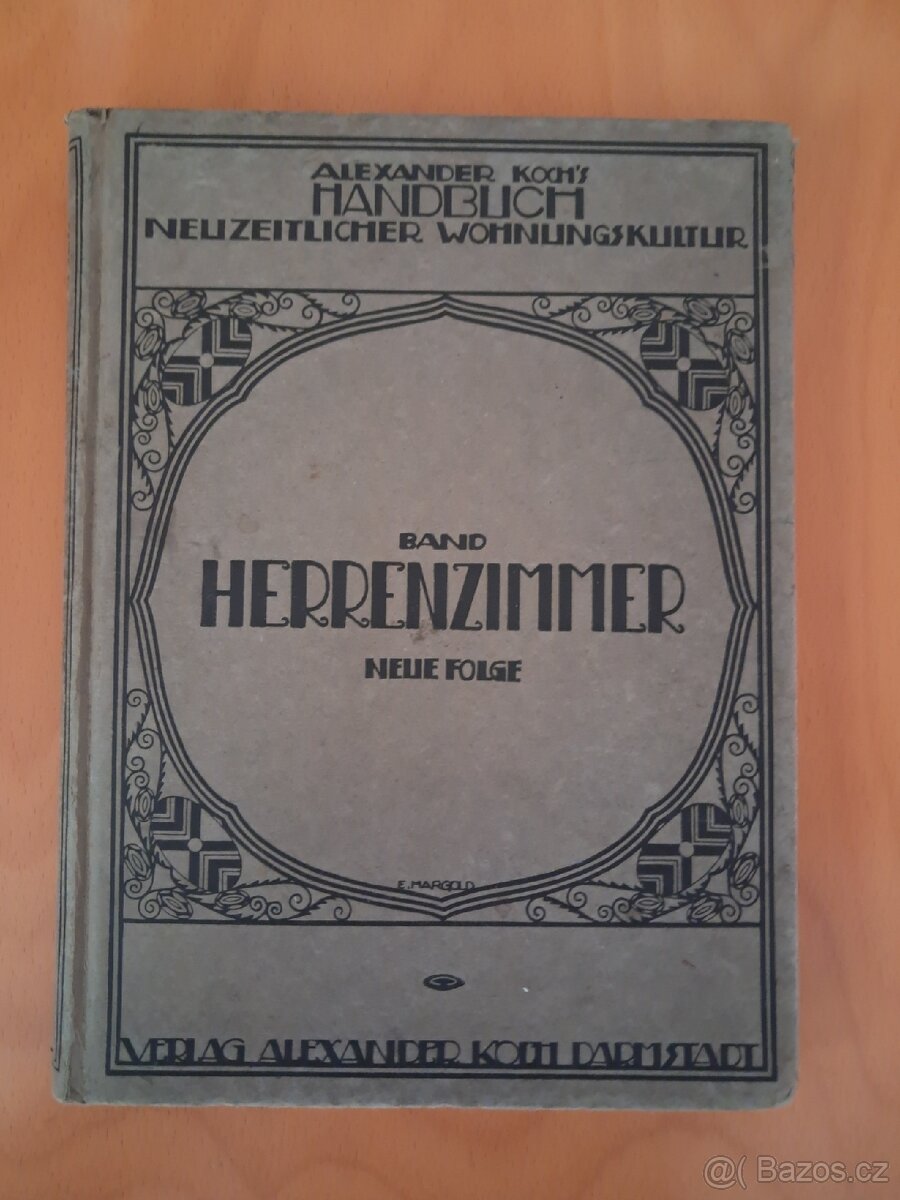 ALEXANDER KOCH'S
HANDBUCH
NEUZEITLICHER WOHNUNGSKULTUR
BAND
HERRENZIMMER
NEUE FOLGE
E. MARGOLD
VERLAG ALEXANDER KOCH DARMSTADT
@( Bazos.cz